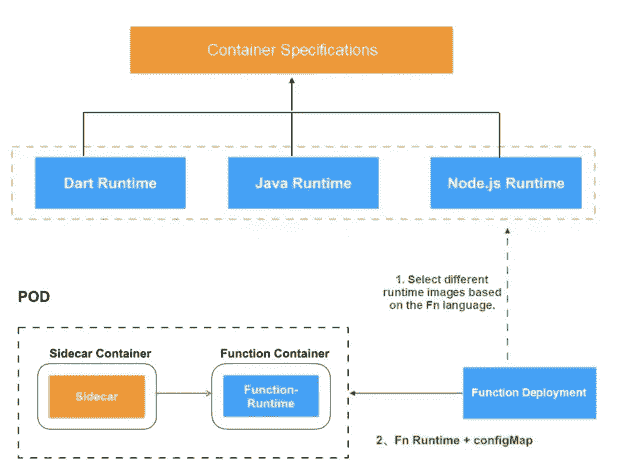 Container Specifications
Dart Runtime
Java Runtime
Node.js Runtime
1. Select different
runtime images based
on the Fn language.
POD
Sidecar Container
Function Container
Sidecar
Function-
Runtime
Function Deployment
2、Fn Runtime + configMap